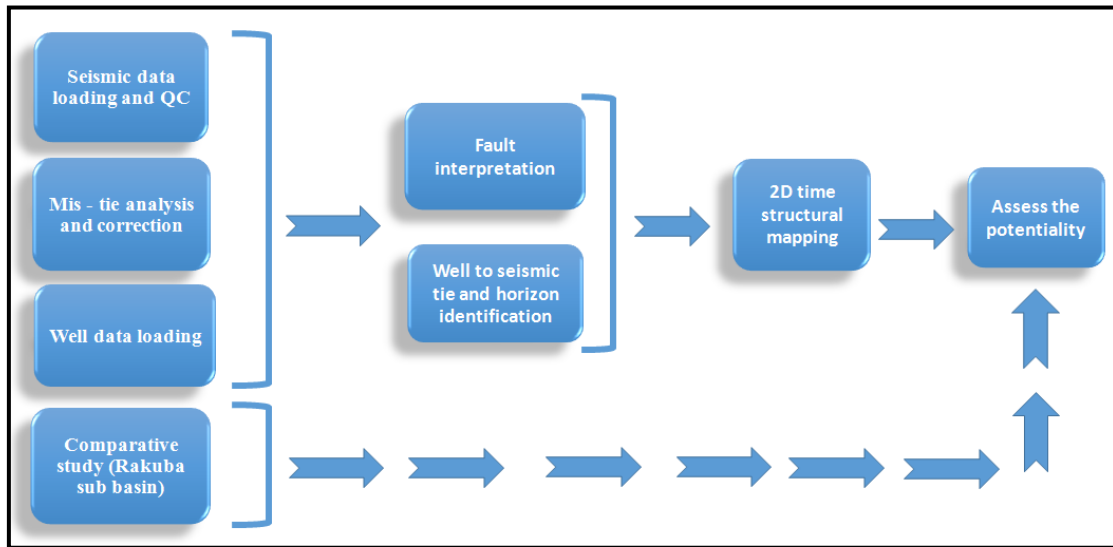 Seismic data
loading and QC
Mis - tie analysis
and correction
Well data loading
Comparative
study (Rakuba
sub basin)
Fault
interpretation
Well to seismic
tie and horizon
identification
2D time
structural
mapping
Assess the
potentiality